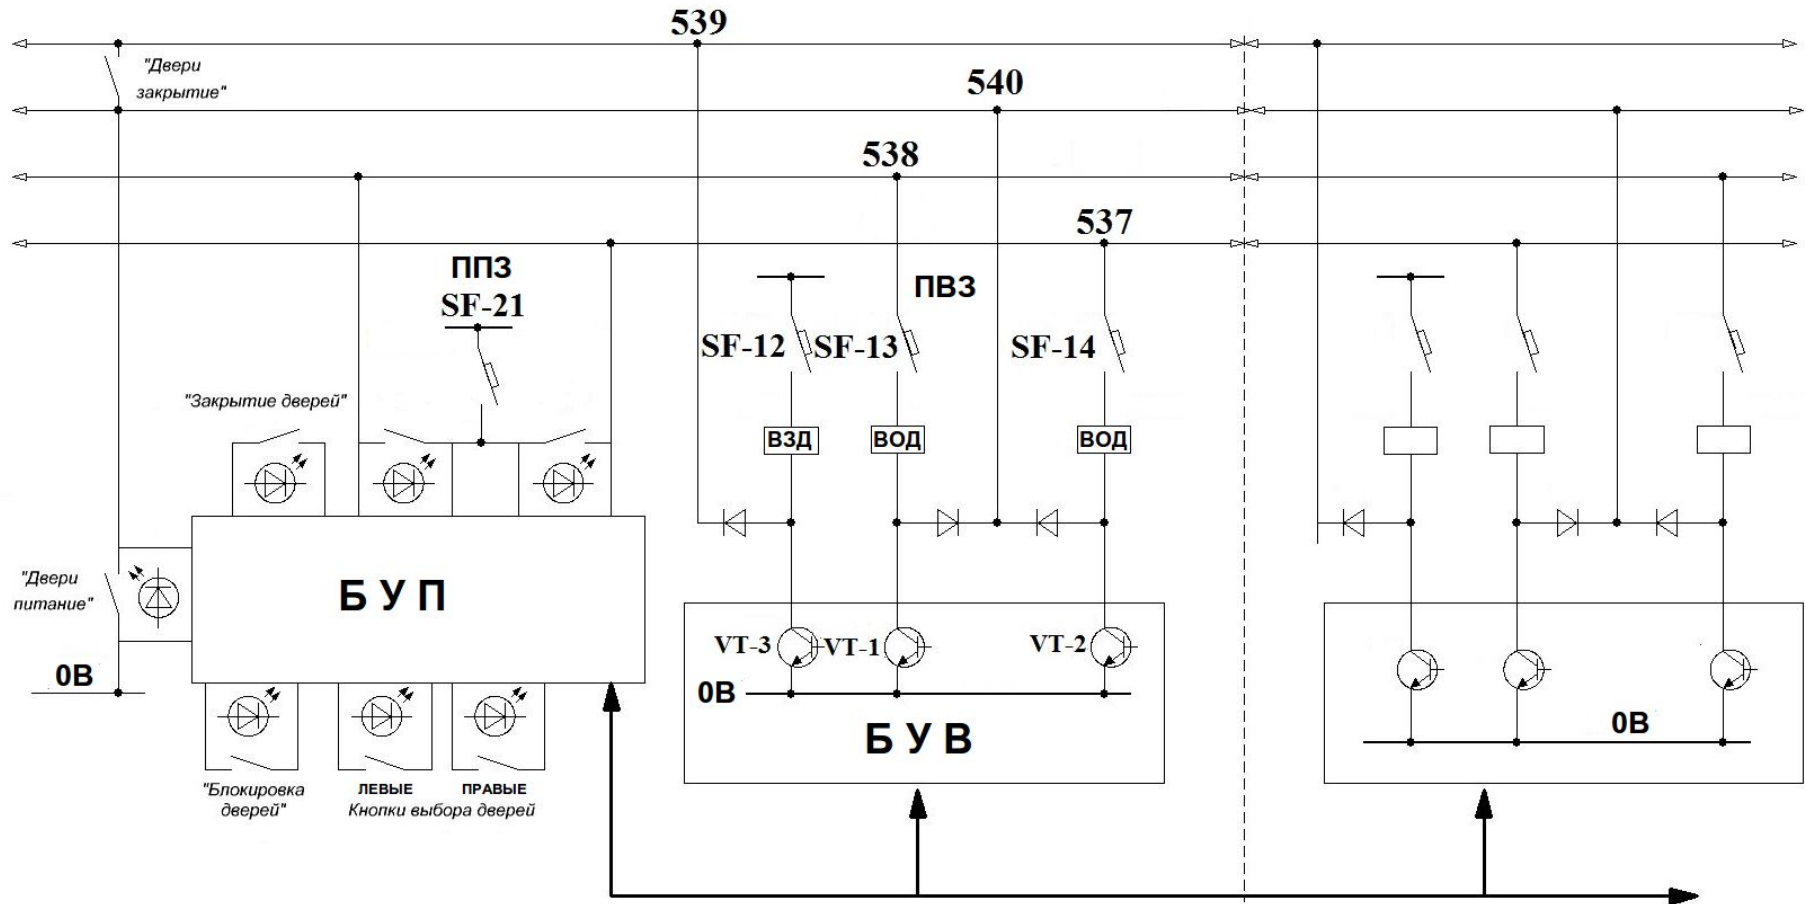 539
"Двери
закрытие"
540
538
537
ППЗ
SF-21
ПВЗ
SF-12
SF-13
SF-14
"Закрытие дверей"
ВЗД
ВОД
ВОД
"Двери
питание"
БУП
0В
VT-3
VT-1
VT-2
0В
БУВ
0В
"Блокировка
дверей"
ЛЕВЫЕ
ПРАВЫЕ
Кнопки выбора дверей